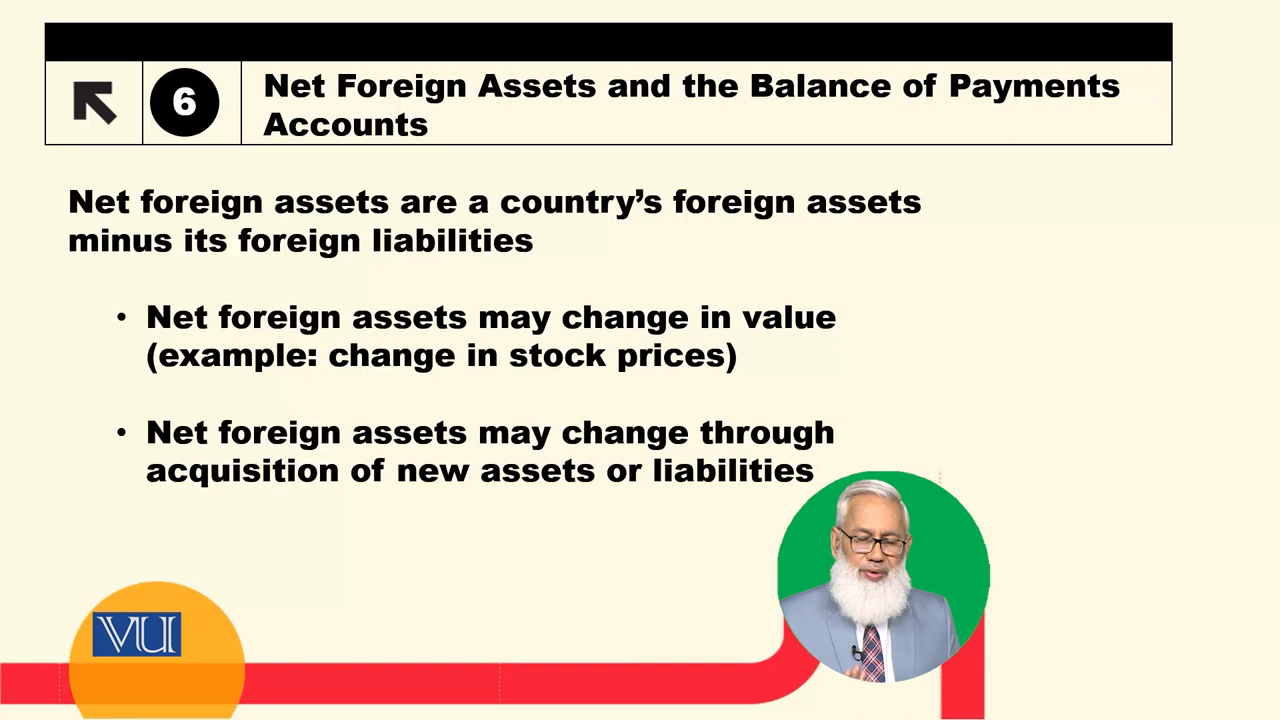 6
Net Foreign Assets and the Balance of Payments
Accounts
Net foreign assets are a country’s foreign assets
minus its foreign liabilities
• Net foreign assets may change in value
(example: change in stock prices)
• Net foreign assets may change through
acquisition of new assets or liabilities
VU